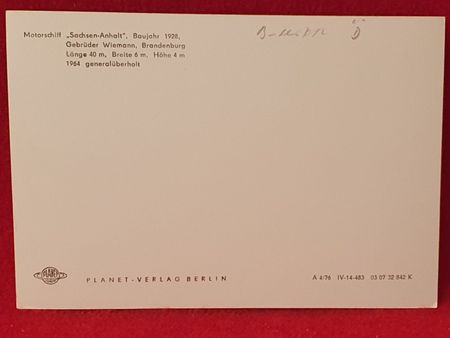 Motorschiff „Sachsen-Anhalt", Baujahr 1928,
Gebrüder Wiemann, Brandenburg
Länge 40 m, Breite 6 m, Höhe 4 m
1964 generalüberholt
D
PLANET
PLANET-VERLAG BERLIN
A 4/76 IV-14-483 03 07 32 842 K